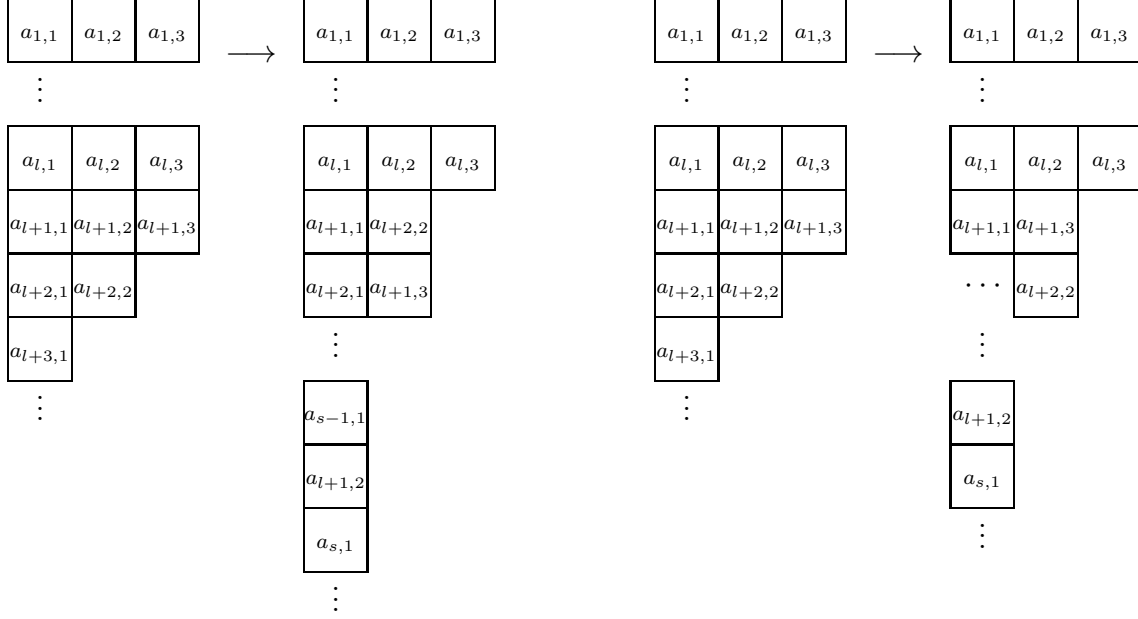 a_{1,1} a_{1,2} a_{1,3} ⟶ a_{1,1} a_{1,2} a_{1,3} a_{1,1} a_{1,2} a_{1,3} ⟶ a_{1,1} a_{1,2} a_{1,3}
⋮ ⋮ ⋮ ⋮
a_{l,1} a_{l,2} a_{l,3} a_{l,1} a_{l,2} a_{l,3} a_{l,1} a_{l,2} a_{l,3} a_{l,1} a_{l,2} a_{l,3}
a_{l+1,1} a_{l+1,2} a_{l+1,3} a_{l+1,1} a_{l+2,2} a_{l+1,1} a_{l+1,2} a_{l+1,3} a_{l+1,1} a_{l+1,3}
a_{l+2,1} a_{l+2,2} a_{l+2,1} a_{l+1,3} a_{l+2,1} a_{l+2,2} ⋯ a_{l+2,2}
a_{l+3,1} ⋮ a_{l+3,1} ⋮
⋮ a_{s−1,1} ⋮ a_{l+1,2}
a_{l+1,2} a_{s,1}
a_{s,1} ⋮
⋮